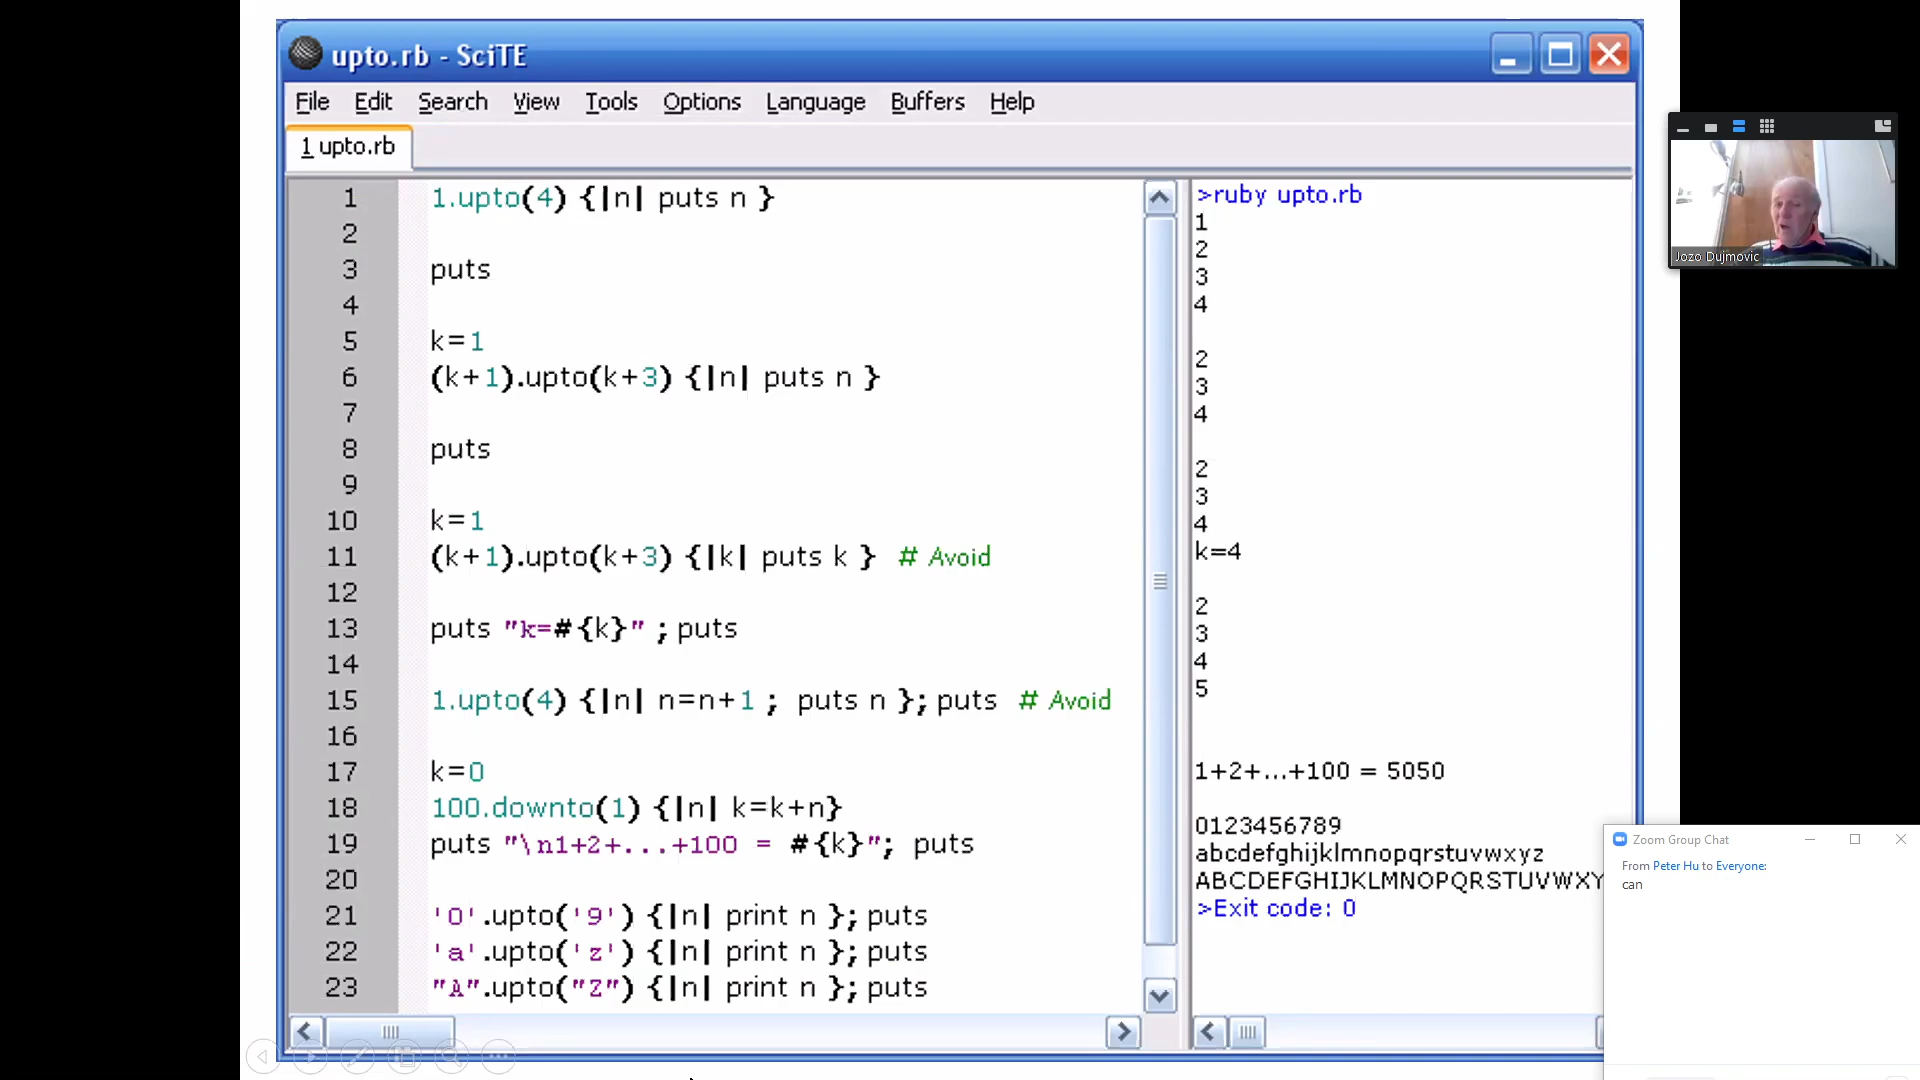 upto.rb - SciTE
File Edit Search View Tools Options Language Buffers Help
1 upto.rb
1 1.upto(4) {|n| puts n }
2
3 puts
4
5 k=1
6 (k+1).upto(k+3) {|n| puts n }
7
8 puts
9
10 k=1
11 (k+1).upto(k+3) {|k| puts k } # Avoid
12
13 puts "k=#{k}" ; puts
14
15 1.upto(4) {|n| n=n+1 ; puts n }; puts # Avoid
16
17 k=0
18 100.downto(1) {|n| k=k+n}
19 puts "\n1+2+...+100 = #{k}"; puts
20
21 '0'.upto('9') {|n| print n }; puts
22 'a'.upto('z') {|n| print n }; puts
23 "A".upto("Z") {|n| print n }; puts
>ruby upto.rb
1
2
3
4
2
3
4
2
3
4
k=4
2
3
4
5
1+2+...+100 = 5050
0123456789
abcdefghijklmnopqrstuvwxyz
ABCDEFGHIJKLMNOPQRSTUVWXY
>Exit code: 0
Jozo Dujmovic
Zoom Group Chat
From Peter Hu to Everyone:
can